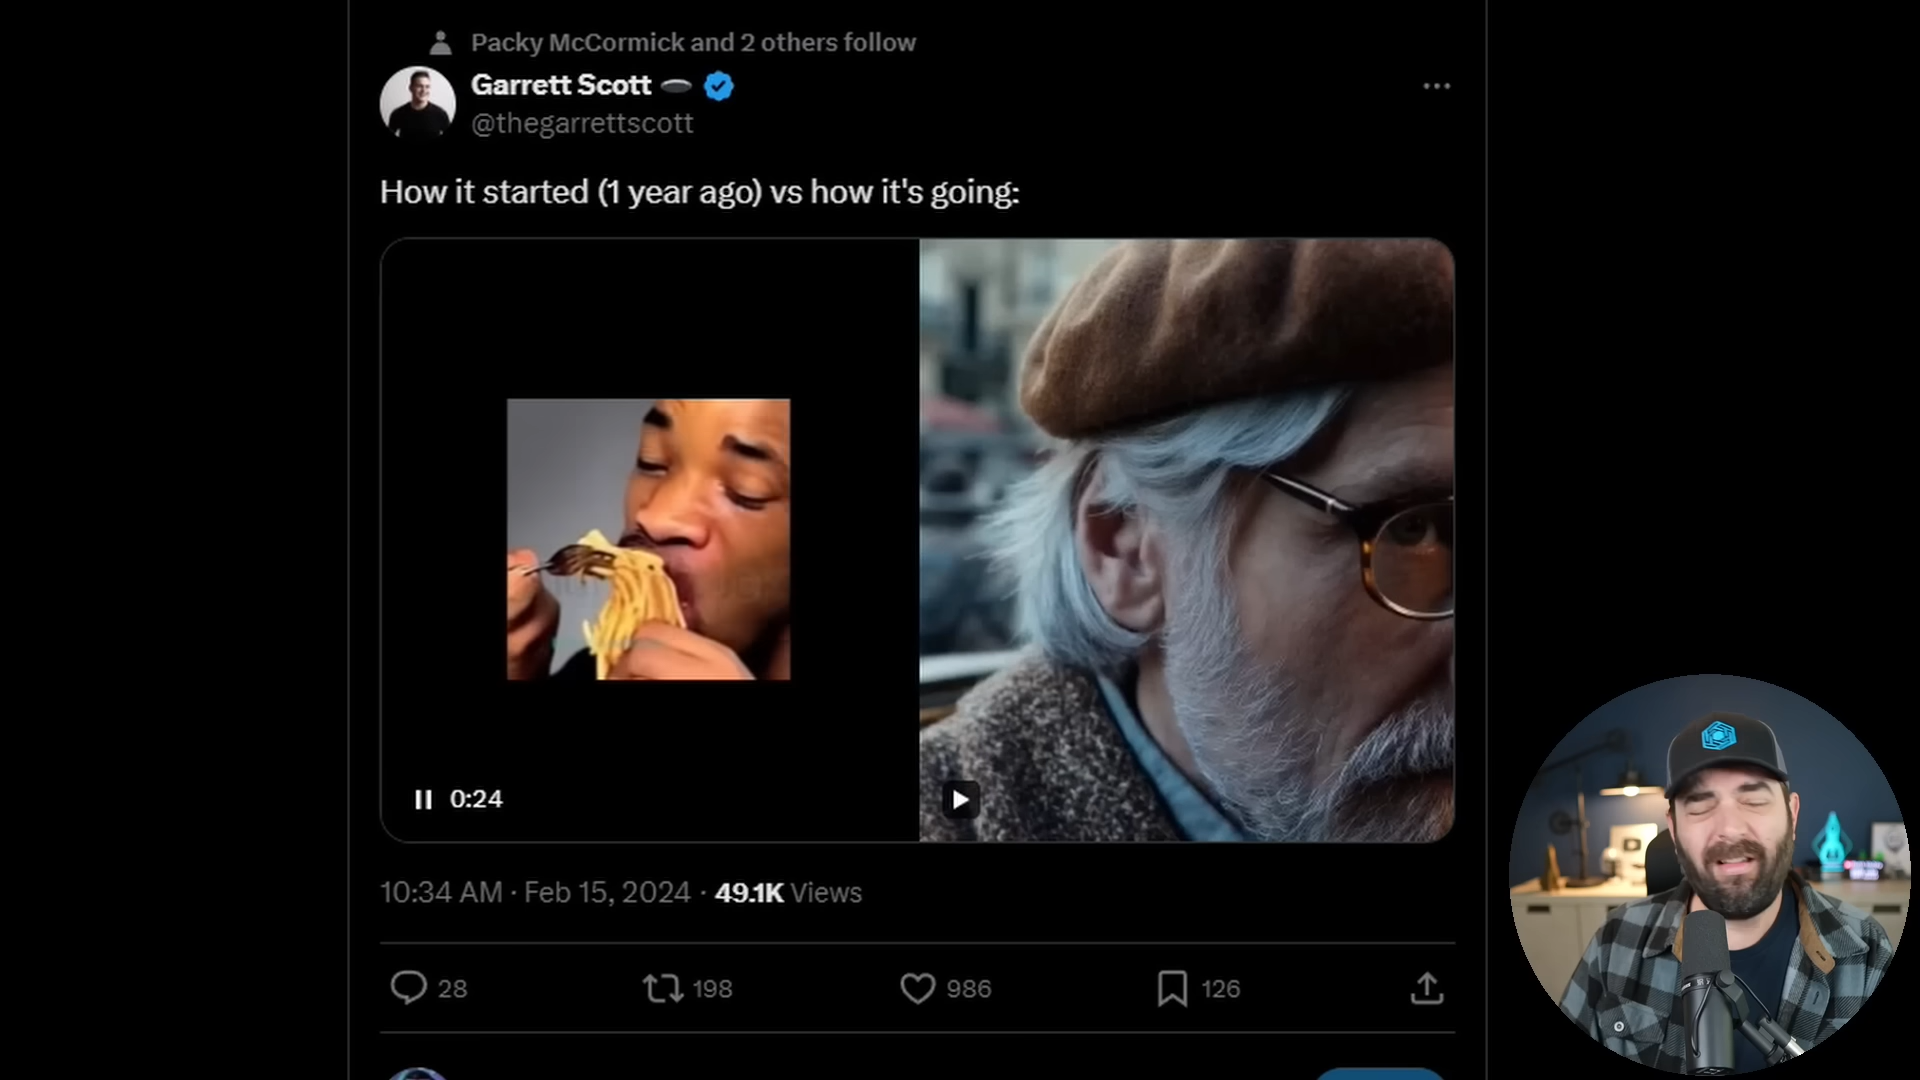 Packy McCormick and 2 others follow
Garrett Scott
@thegarrettscott
How it started (1 year ago) vs how it's going:
0:24
10:34 AM · Feb 15, 2024 · 49.1K Views
28 198 986 126